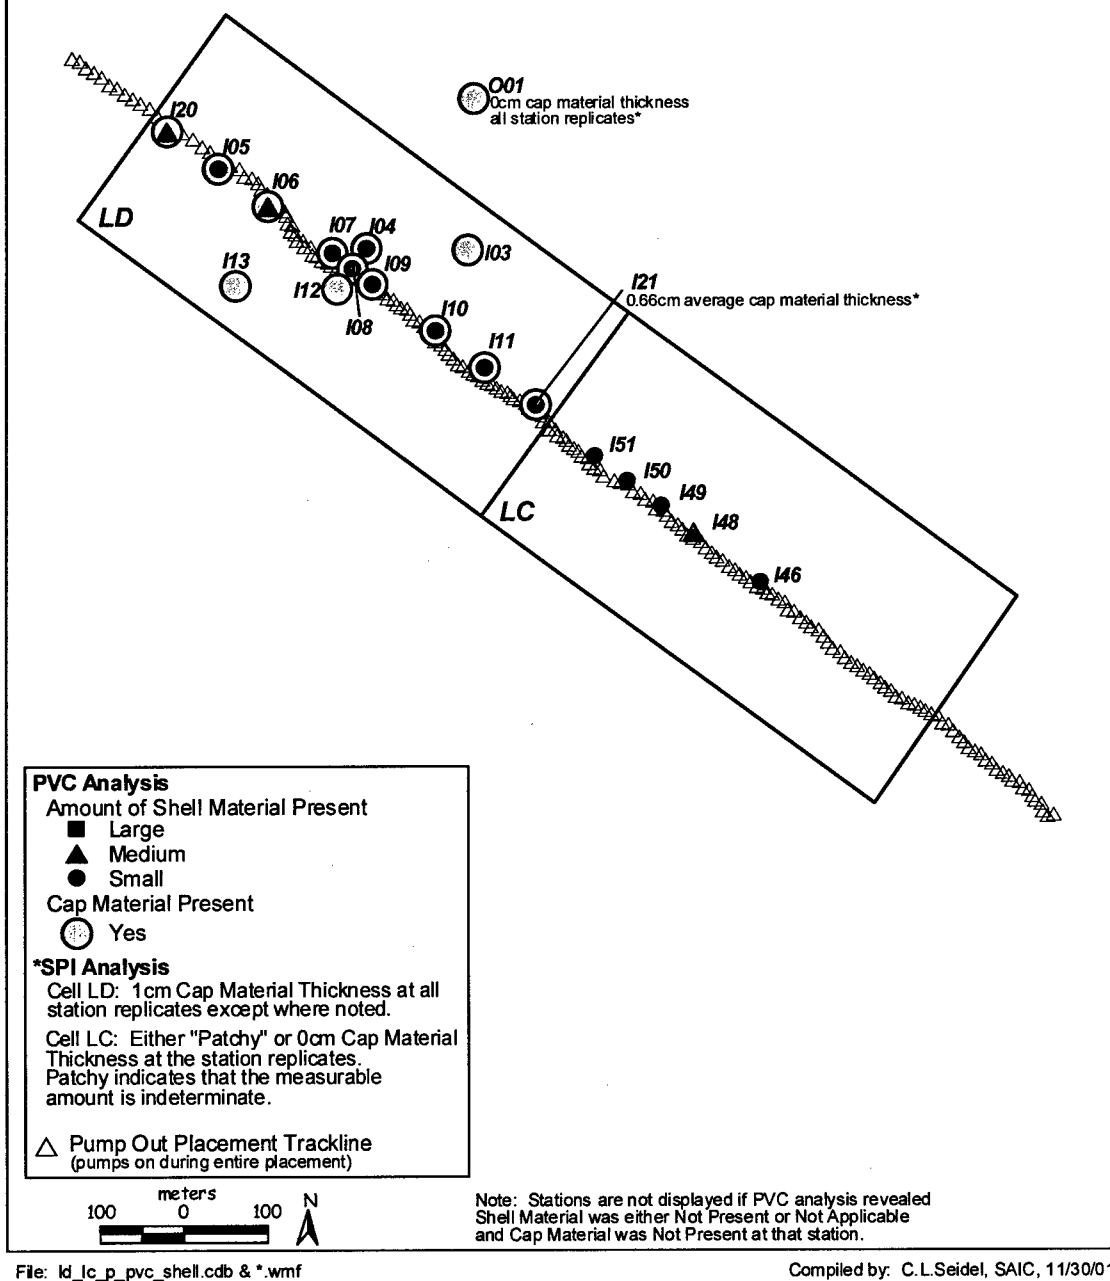 O01
0cm cap material thickness
all station replicates*
I20
I05
I06
LD
I07
I04
I03
I13
I09
I12
I08
I21
0.66cm average cap material thickness*
I10
I11
I51
I50
LC
I49
I48
I46
PVC Analysis
Amount of Shell Material Present
Large
Medium
Small
Cap Material Present
Yes
*SPI Analysis
Cell LD: 1cm Cap Material Thickness at all
station replicates except where noted.
Cell LC: Either "Patchy" or 0cm Cap Material
Thickness at the station replicates.
Patchy indicates that the measurable
amount is indeterminate.
Pump Out Placement Trackline
(pumps on during entire placement)
meters
100 0 100
N
Note: Stations are not displayed if PVC analysis revealed
Shell Material was either Not Present or Not Applicable
and Cap Material was Not Present at that station.
File: ld_lc_p_pvc_shell.cdb & *.wmf
Compiled by: C.L.Seidel, SAIC, 11/30/01